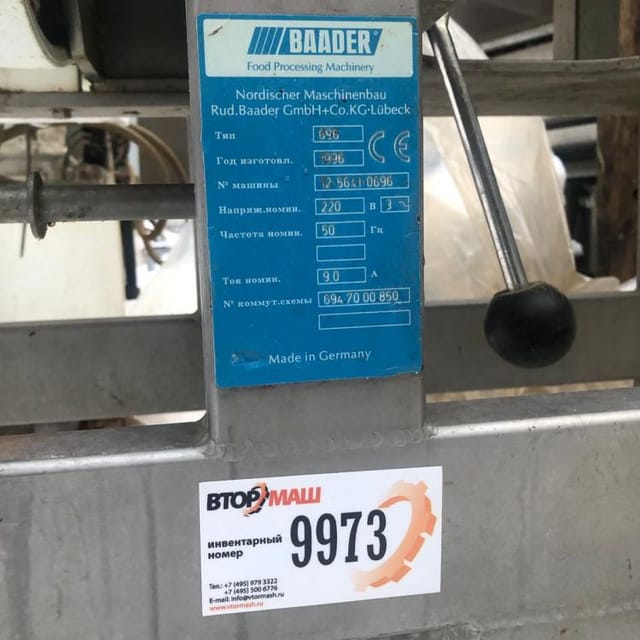 BAADER
Food Processing Machinery
Nordischer Maschinenbau
Rud.Baader GmbH+Co.KG·Lübeck
Тип 696
Год изготовл. 1996
CE
№ машины
Напряж.номин. 220 В 3~
Частота номин. 50 Гц
Ток номин. 9.0 А
№ коммут.схемы 694 70 00 850
Made in Germany
ВТОРМАШ
инвентарный
номер
9973
Тел.: +7 (495) 979 3322
+7 (495) 500 6776
E-mail: info@vtormash.ru
www.vtormash.ru